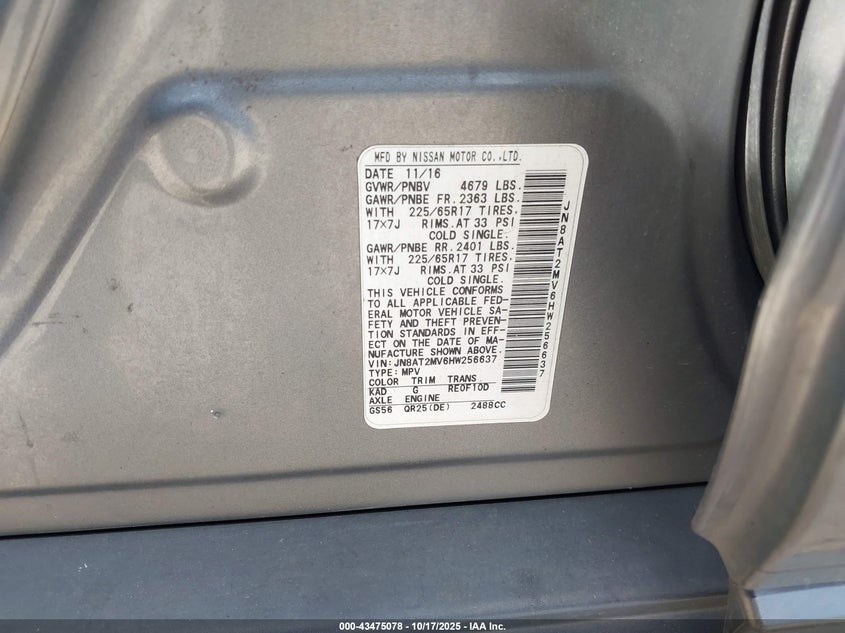 MFD BY NISSAN MOTOR CO.,LTD.
DATE 11/16
GVWR/PNBV 4679 LBS.
GAWR/PNBE FR. 2363 LBS.
WITH 225/65R17 TIRES,
17×7J RIMS.AT 33 PSI
COLD SINGLE.
GAWR/PNBE RR. 2401 LBS.
WITH 225/65R17 TIRES,
17×7J RIMS.AT 33 PSI
COLD SINGLE.
THIS VEHICLE CONFORMS
TO ALL APPLICABLE FED-
ERAL MOTOR VEHICLE SA-
FETY AND THEFT PREVEN-
TION STANDARDS IN EFF-
ECT ON THE DATE OF MA-
NUFACTURE SHOWN ABOVE.
VIN: JN8AT2MV6HW256637
TYPE: MPV
COLOR TRIM TRANS
KAD G RE0F10D
AXLE ENGINE
GS56 QR25(DE) 2488CC
JN8AT2MV6HW256637
000-43475078 - 10/17/2025 - IAA Inc.